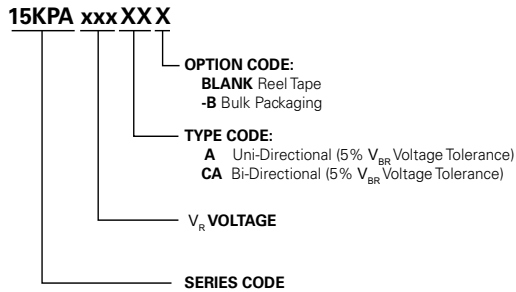 15KPA xxx XX X
OPTION CODE:
BLANK Reel Tape
-B Bulk Packaging
TYPE CODE:
A Uni-Directional (5% VBR Voltage Tolerance)
CA Bi-Directional (5% VBR Voltage Tolerance)
VR VOLTAGE
SERIES CODE